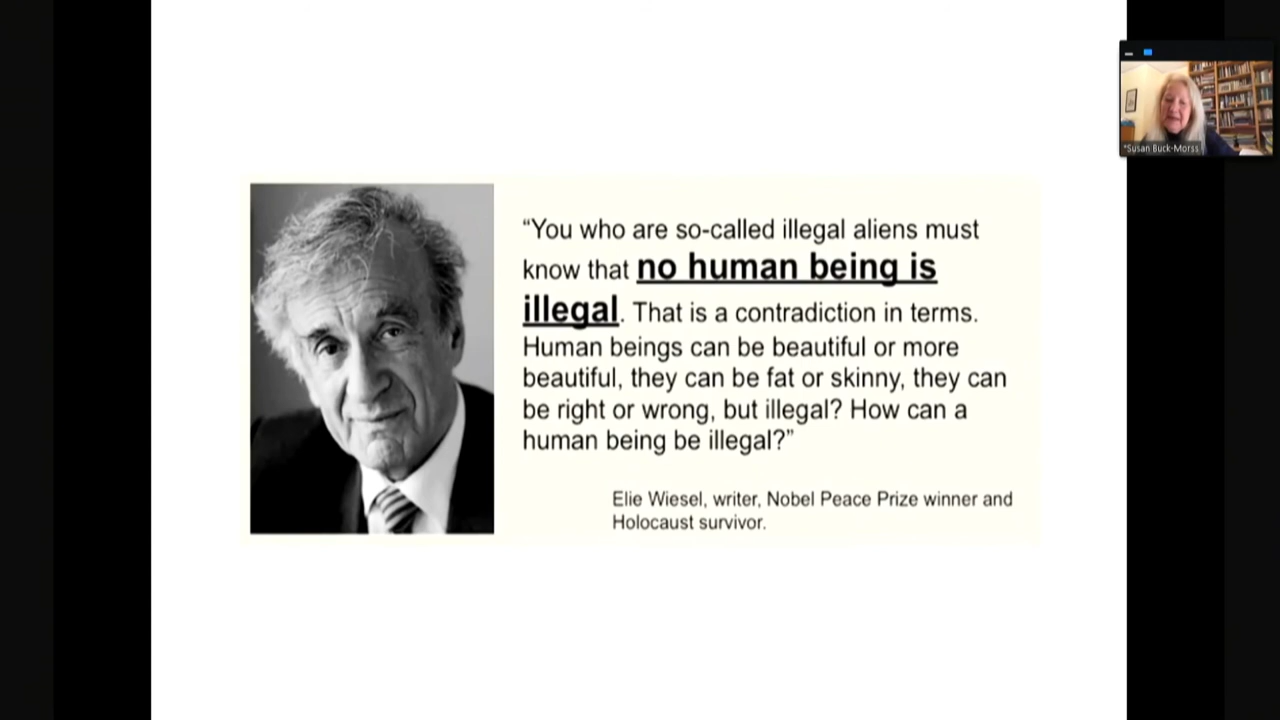 “You who are so-called illegal aliens must
know that no human being is
illegal. That is a contradiction in terms.
Human beings can be beautiful or more
beautiful, they can be fat or skinny, they can
be right or wrong, but illegal? How can a
human being be illegal?”
Elie Wiesel, writer, Nobel Peace Prize winner and
Holocaust survivor.
*Susan Buck-Morss